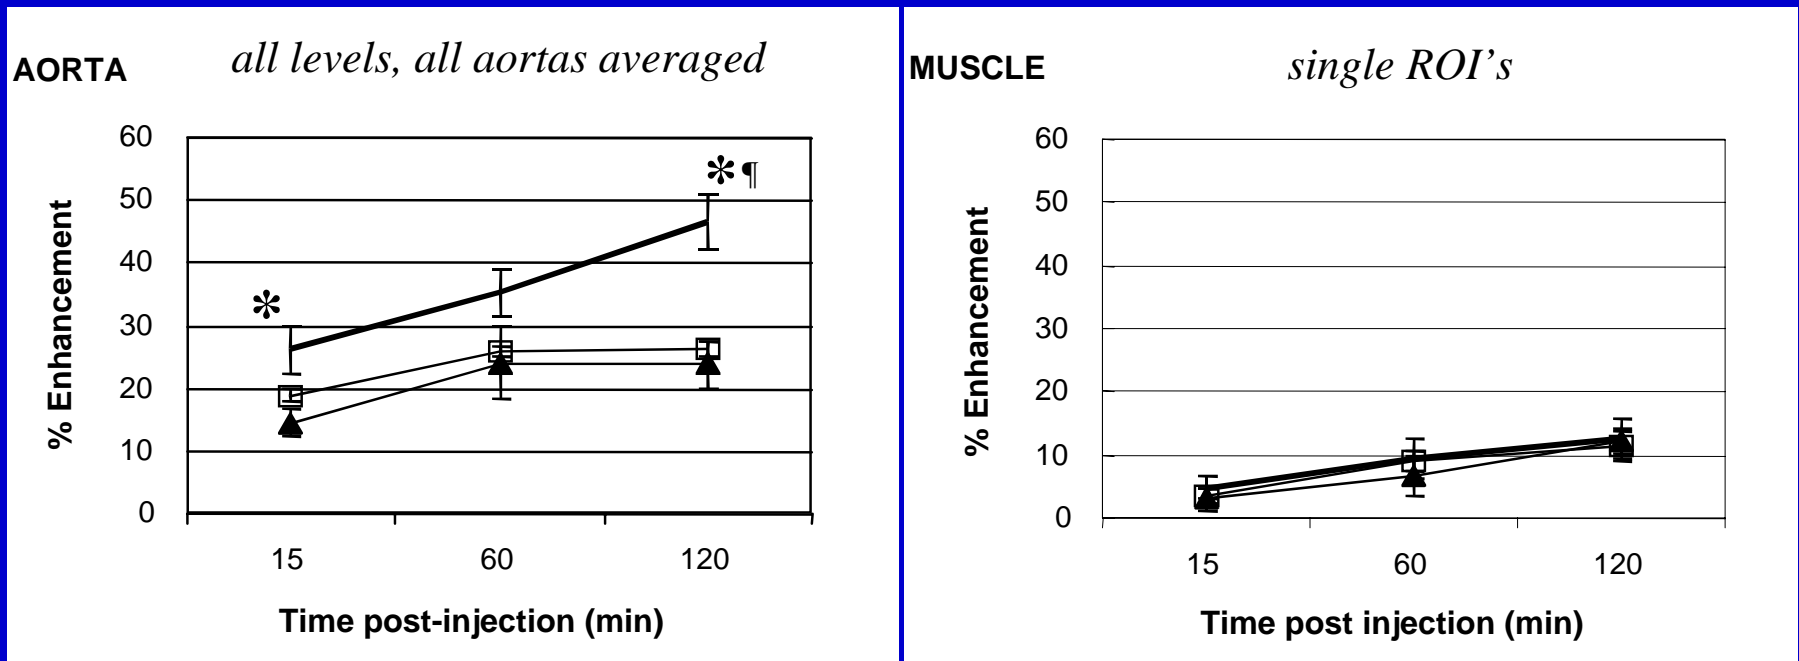 AORTA
all levels, all aortas averaged
60
50
40
30
20
10
0
% Enhancement
* ¶
*
15 60 120
Time post-injection (min)
MUSCLE
single ROI's
60
50
40
30
20
10
0
% Enhancement
15 60 120
Time post injection (min)